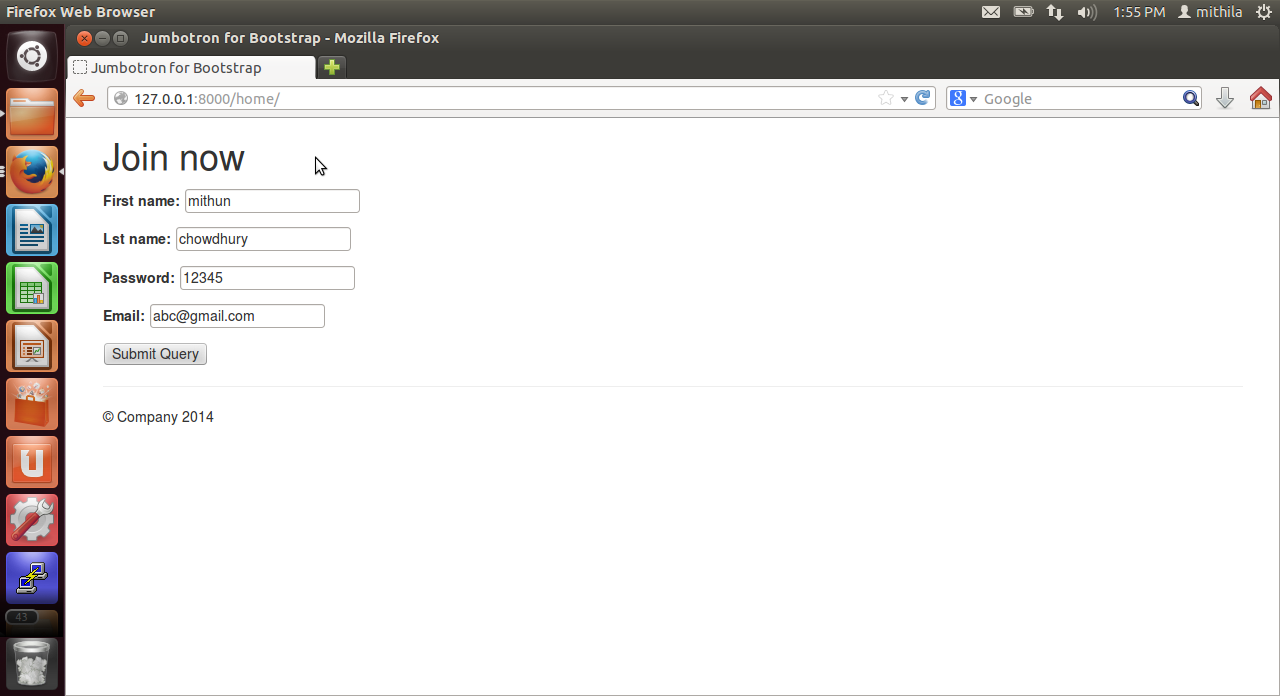 Firefox Web Browser 1:55 PM mithila
Jumbotron for Bootstrap - Mozilla Firefox
Jumbotron for Bootstrap
127.0.0.1:8000/home/ 8 Google
Join now
First name: mithun
Lst name: chowdhury
Password: 12345
Email: abc@gmail.com
Submit Query
© Company 2014
43